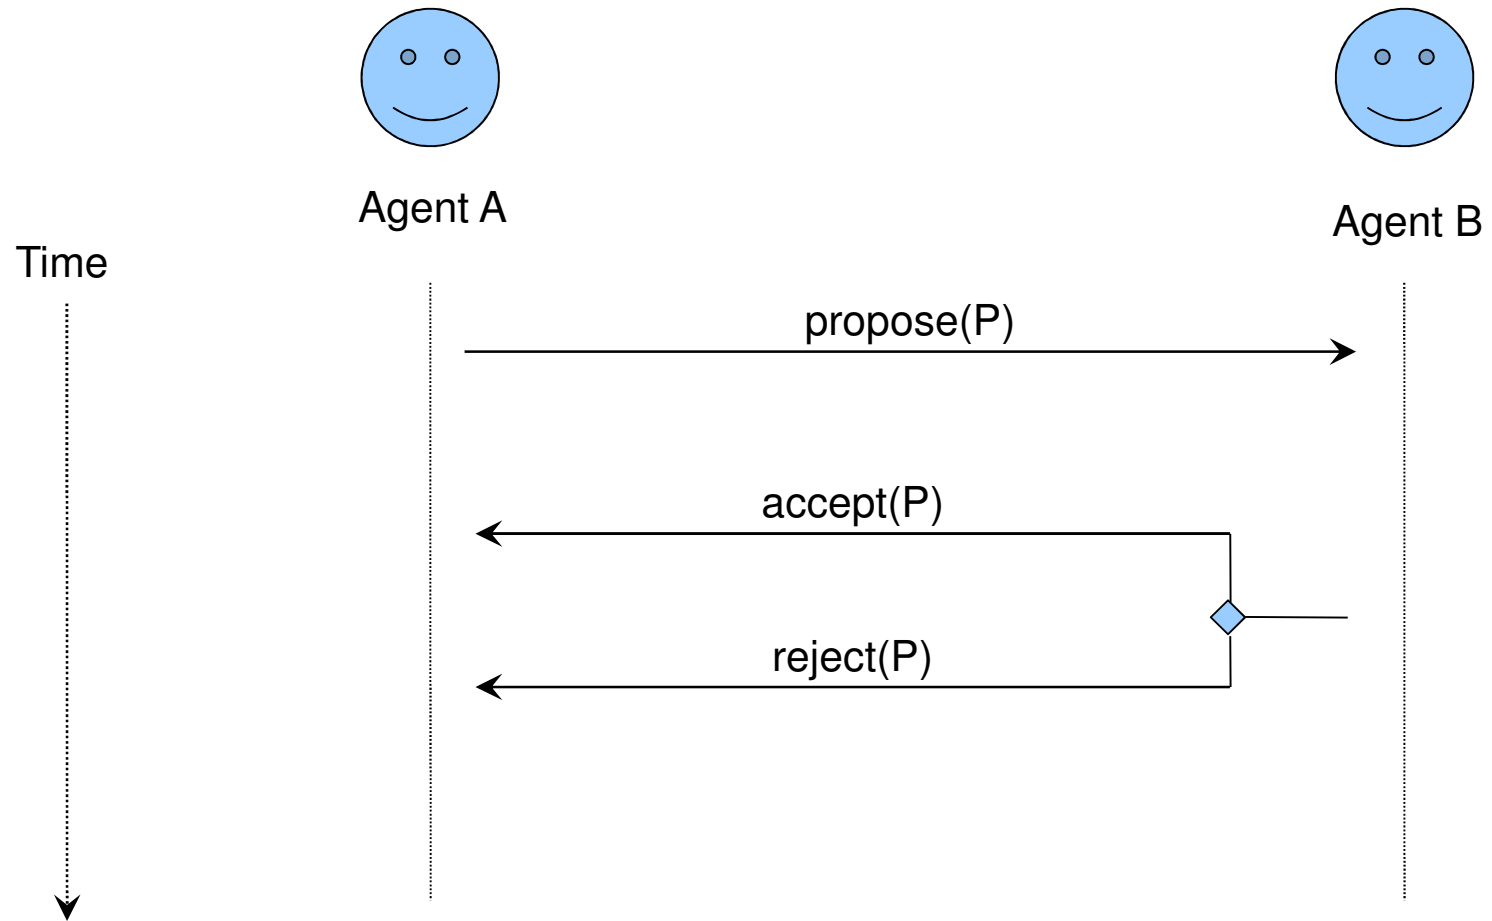 Agent A
Agent B
Time
propose(P)
accept(P)
reject(P)